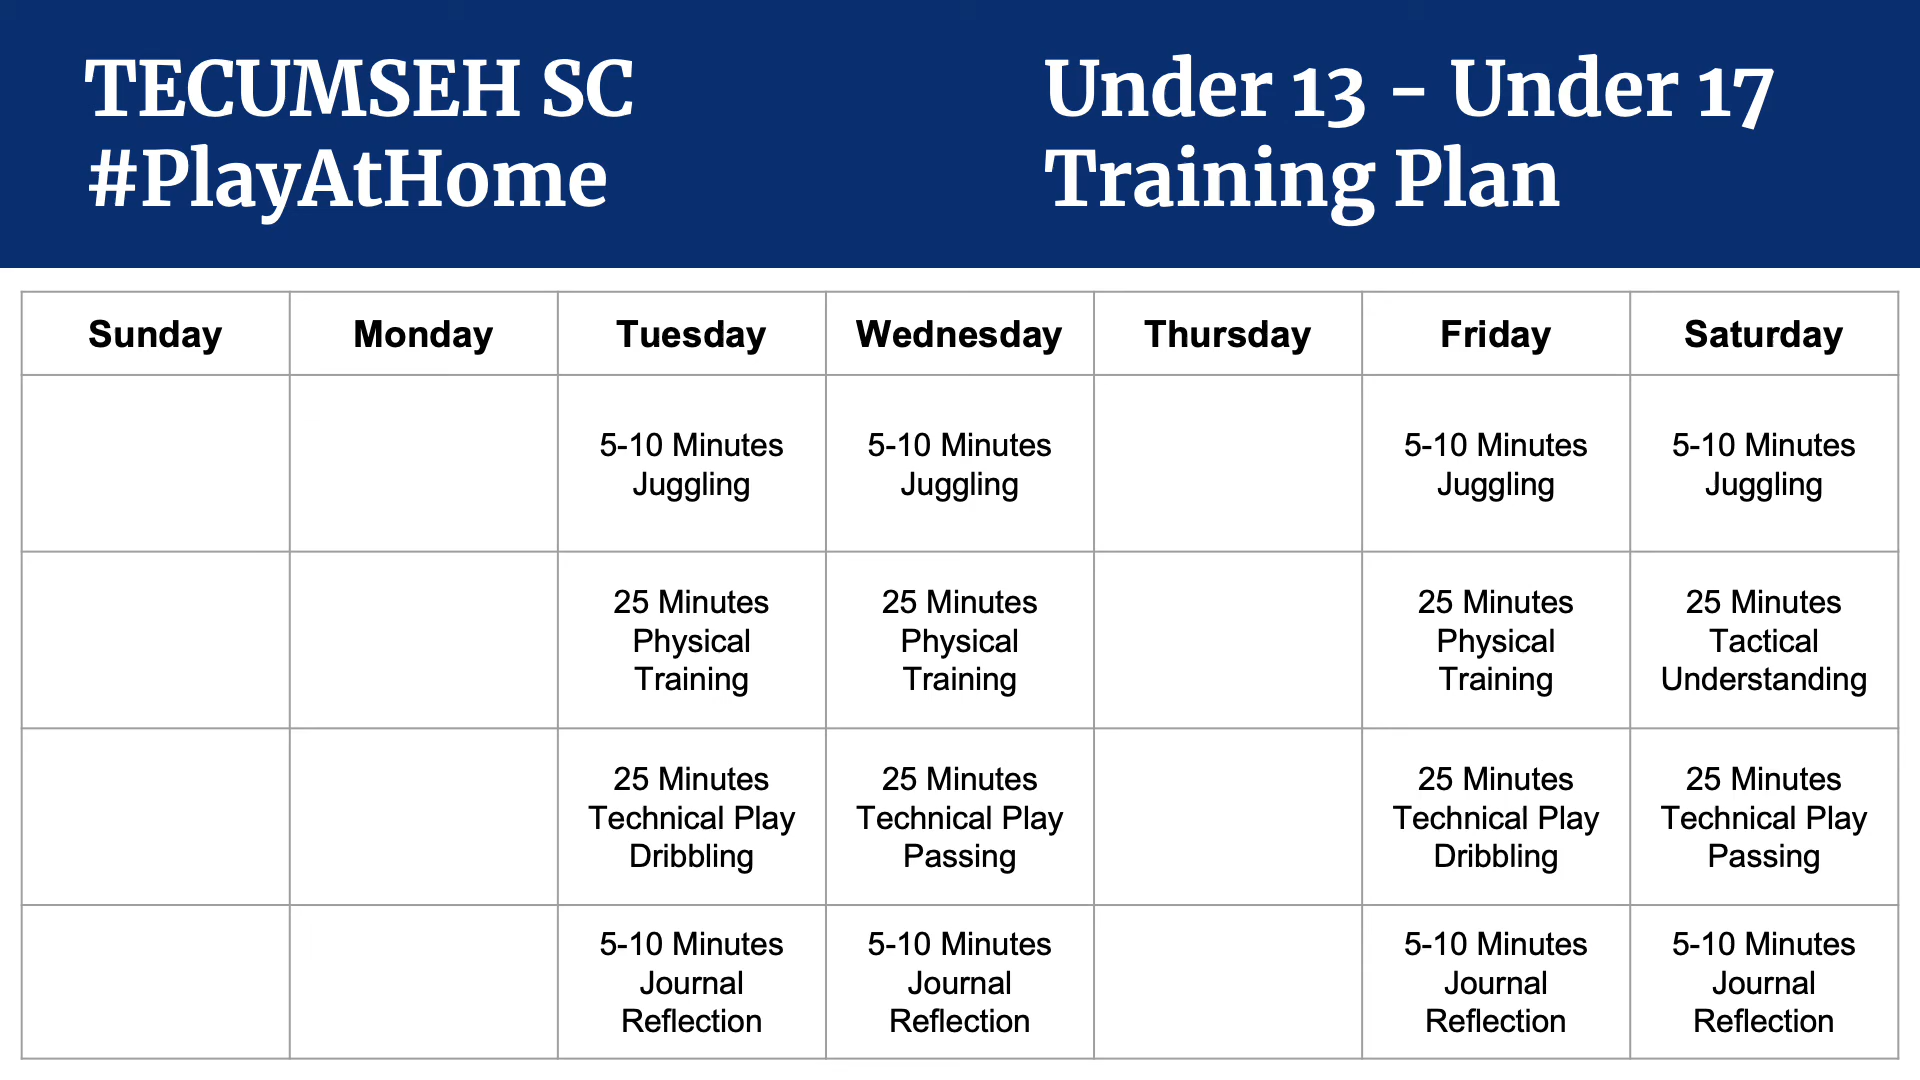 TECUMSEH SC
#PlayAtHome
Under 13 - Under 17
Training Plan
Sunday
Monday
Tuesday
Wednesday
Thursday
Friday
Saturday
5-10 Minutes
Juggling
5-10 Minutes
Juggling
5-10 Minutes
Juggling
5-10 Minutes
Juggling
25 Minutes
Physical
Training
25 Minutes
Physical
Training
25 Minutes
Physical
Training
25 Minutes
Tactical
Understanding
25 Minutes
Technical Play
Dribbling
25 Minutes
Technical Play
Passing
25 Minutes
Technical Play
Dribbling
25 Minutes
Technical Play
Passing
5-10 Minutes
Journal
Reflection
5-10 Minutes
Journal
Reflection
5-10 Minutes
Journal
Reflection
5-10 Minutes
Journal
Reflection